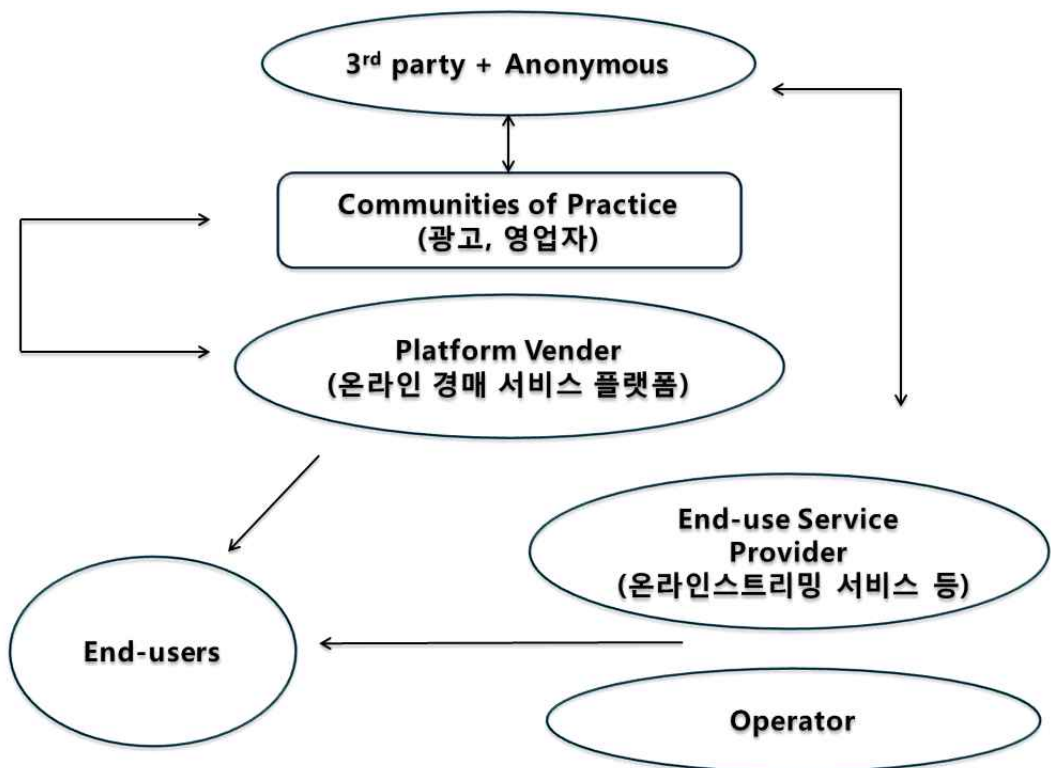 3rd party + Anonymous
Communities of Practice
(광고, 영업자)
Platform Vender
(온라인 경매 서비스 플랫폼)
End-use Service
Provider
(온라인스트리밍 서비스 등)
End-users
Operator